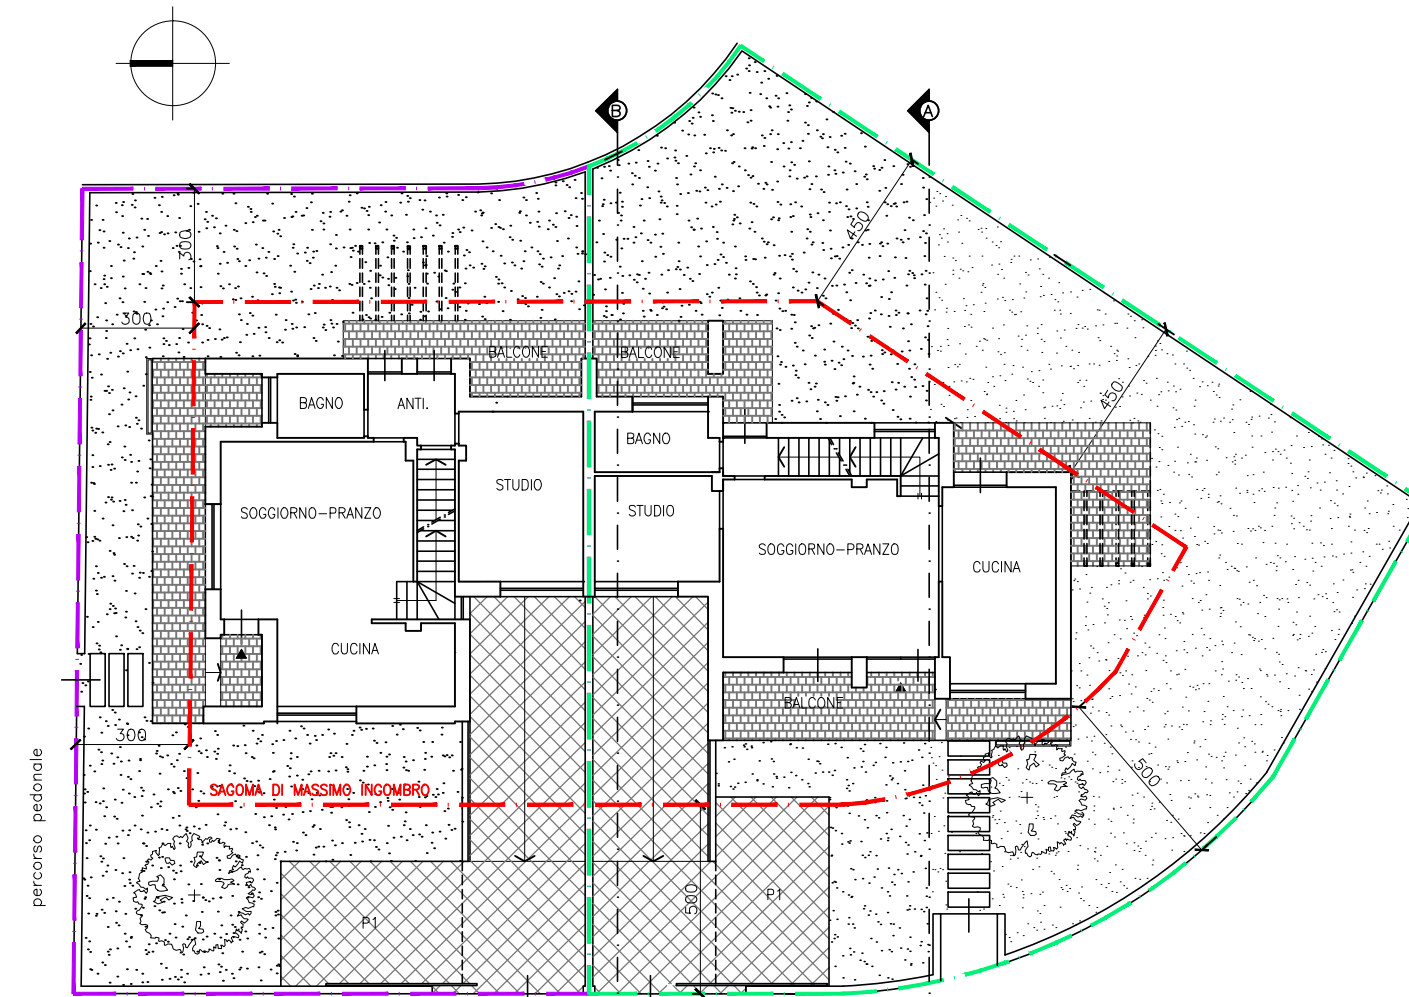 B
A
450
300
300
450
BALCONE
BALCONE
BAGNO
ANTI.
BAGNO
STUDIO
STUDIO
SOGGIORNO-PRANZO
SOGGIORNO-PRANZO
CUCINA
CUCINA
BALCONE
300
500
SAGOMA DI MASSIMO INGOMBRO
percorso pedonale
500
P1
P1